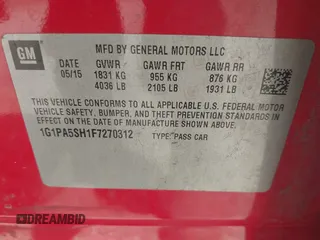 GM
MFD BY GENERAL MOTORS LLC
DATE GVWR GAWR FRT GAWR RR
05/15 1831 KG 955 KG 876 KG
4036 LB 2105 LB 1931 LB
THIS VEHICLE CONFORMS TO ALL APPLICABLE U.S. FEDERAL MOTOR
VEHICLE SAFETY, BUMPER, AND THEFT PREVENTION STANDARDS IN
EFFECT ON THE DATE OF MANUFACTURE SHOWN ABOVE.
1G1PA5SH1F7270312 TYPE: PASS CAR
DREAMBID